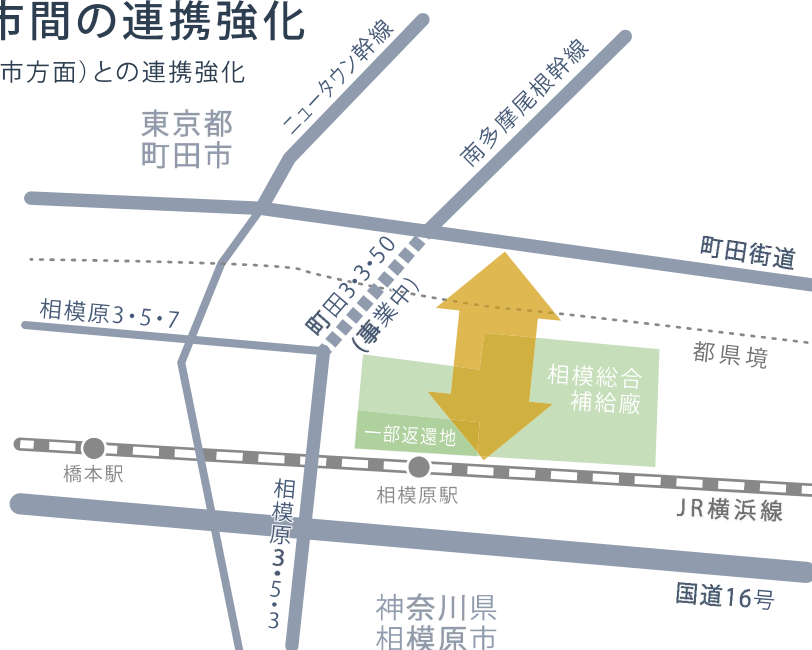 市間の連携強化
市方面）との連携強化
ニュータウン幹線
南多摩尾根幹線
東京都
町田市
町田街道
町田3・3・50
(事業中)
相模原3・5・7
都県境
相模総合
補給廠
一部返還地
橋本駅
相模原駅
JR横浜線
相模原3・5・3
国道16号
神奈川県
相模原市